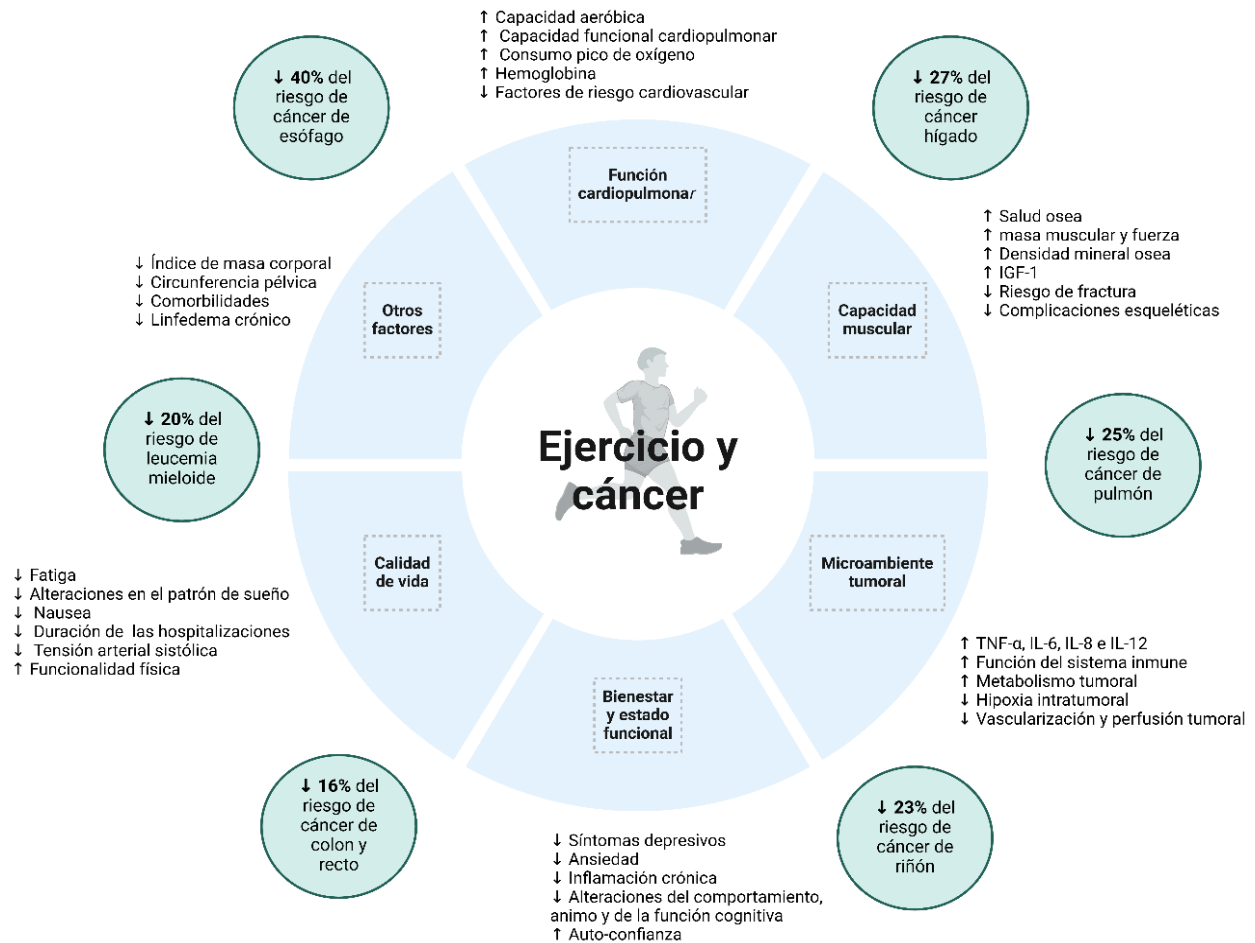 ↑ Capacidad aeróbica
↑ Capacidad funcional cardiopulmonar
↑ Consumo pico de oxígeno
↑ Hemoglobina
↓ Factores de riesgo cardiovascular
↓ 40% del
riesgo de
cáncer de
esófago
↓ 27% del
riesgo de
cáncer
hígado
Función
cardiopulmonar
↑ Salud osea
↑ masa muscular y fuerza
↑ Densidad mineral osea
↑ IGF-1
↓ Riesgo de fractura
↓ Complicaciones esqueléticas
↓ Índice de masa corporal
↓ Circunferencia pélvica
↓ Comorbilidades
↓ Linfedema crónico
Otros
factores
Capacidad
muscular
↓ 20% del
riesgo de
leucemia
mieloide
Ejercicio y
cáncer
↓ 25% del
riesgo de
cáncer de
pulmón
Calidad
de vida
Microambiente
tumoral
↓ Fatiga
↓ Alteraciones en el patrón de sueño
↓ Nausea
↓ Duración de las hospitalizaciones
↓ Tensión arterial sistólica
↑ Funcionalidad física
↑ TNF-α, IL-6, IL-8 e IL-12
↑ Función del sistema inmune
↑ Metabolismo tumoral
↓ Hipoxia intratumoral
↓ Vascularización y perfusión tumoral
Bienestar
y estado
funcional
↓ 16% del
riesgo de
cáncer de
colon y
recto
↓ 23% del
riesgo de
cáncer de
riñón
↓ Síntomas depresivos
↓ Ansiedad
↓ Inflamación crónica
↓ Alteraciones del comportamiento,
animo y de la función cognitiva
↑ Auto-confianza